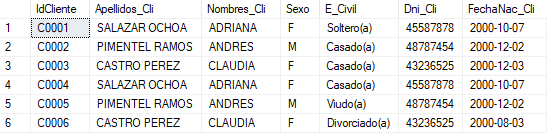 IdCliente Apellidos_Cli Nombres_Cli Sexo E_Civil Dni_Cli FechaNac_Cli
1 C0001 SALAZAR OCHOA ADRIANA F Soltero(a) 45587878 2000-10-07
2 C0002 PIMENTEL RAMOS ANDRES M Casado(a) 48787454 2000-12-02
3 C0003 CASTRO PEREZ CLAUDIA F Casado(a) 43236525 2000-12-03
4 C0004 SALAZAR OCHOA ADRIANA F Casado(a) 45587878 2000-10-07
5 C0005 PIMENTEL RAMOS ANDRES M Viudo(a) 48787454 2000-12-02
6 C0006 CASTRO PEREZ CLAUDIA F Divorciado(a) 43236525 2000-08-03